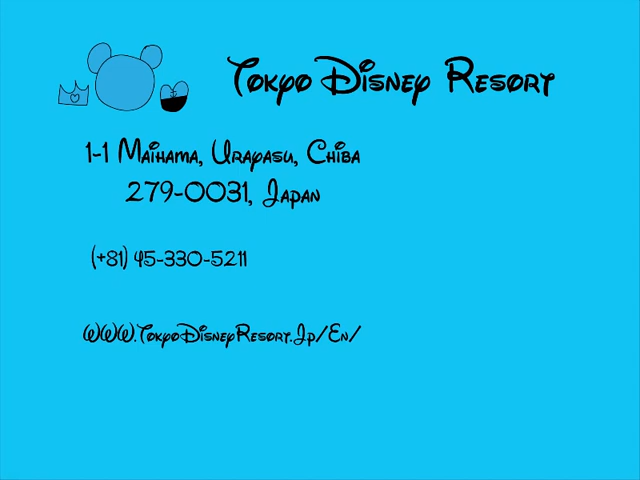 Tokyo Disney Resort
1-1 Maihama, Urayasu, Chiba
279-0031, Japan
(+81) 45-330-5211
WWW.TokyoDisneyResort.Jp/En/